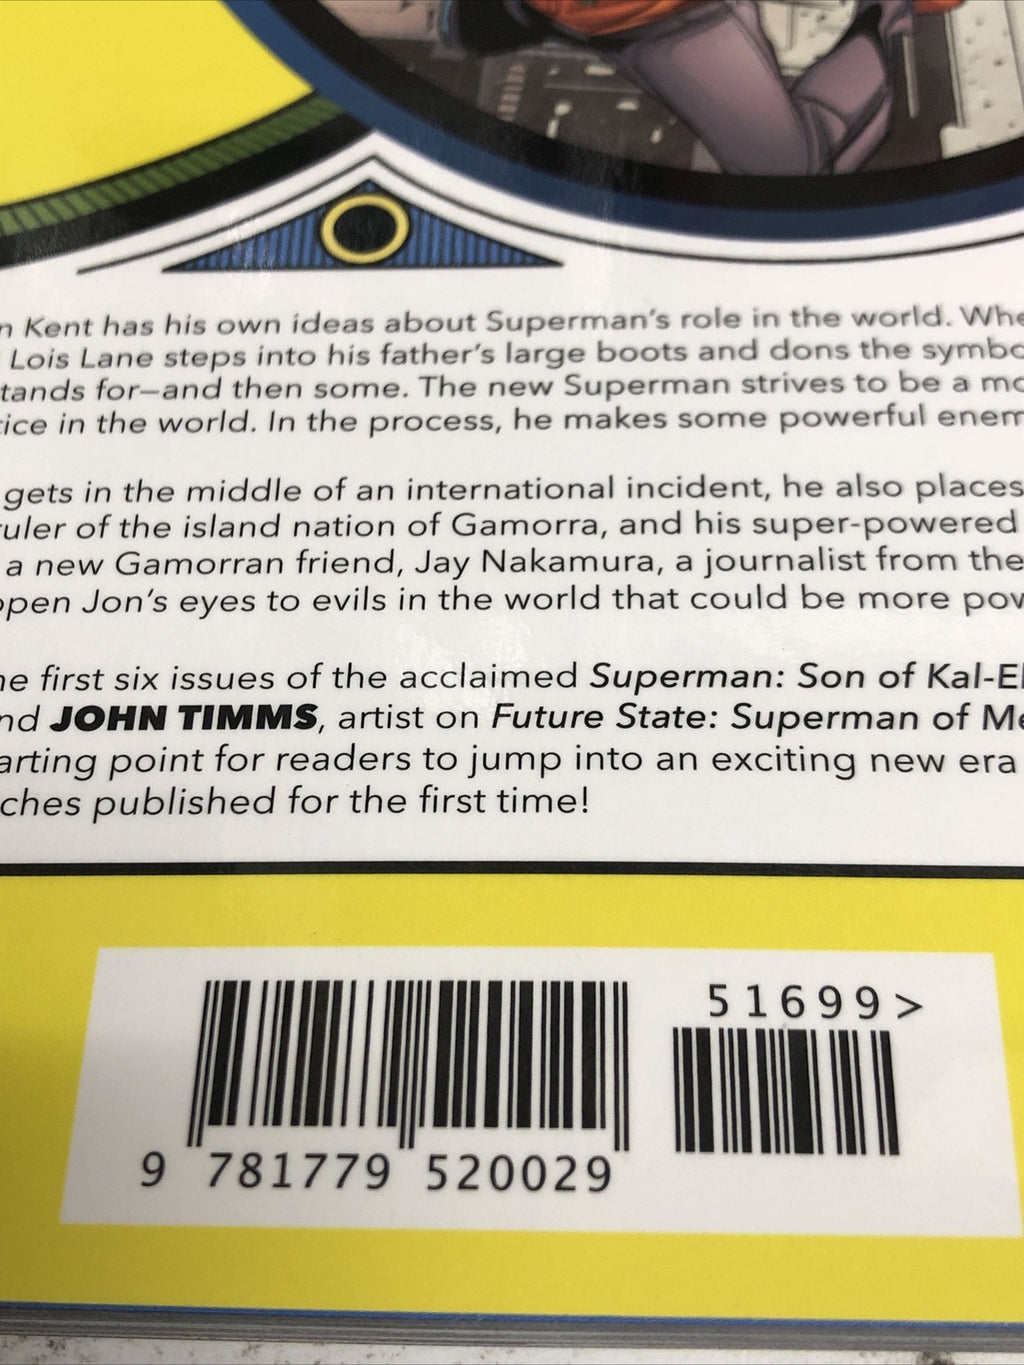 n Kent has his own ideas about Superman's role in the world. Whe
Lois Lane steps into his father's large boots and dons the symbo
tands for—and then some. The new Superman strives to be a mo
tice in the world. In the process, he makes some powerful enem
gets in the middle of an international incident, he also places
ruler of the island nation of Gamorra, and his super-powered
a new Gamorran friend, Jay Nakamura, a journalist from the
open Jon's eyes to evils in the world that could be more pow
he first six issues of the acclaimed Superman: Son of Kal-El
nd JOHN TIMMS, artist on Future State: Superman of Me
arting point for readers to jump into an exciting new era
ches published for the first time!
51699>
9 781779 520029